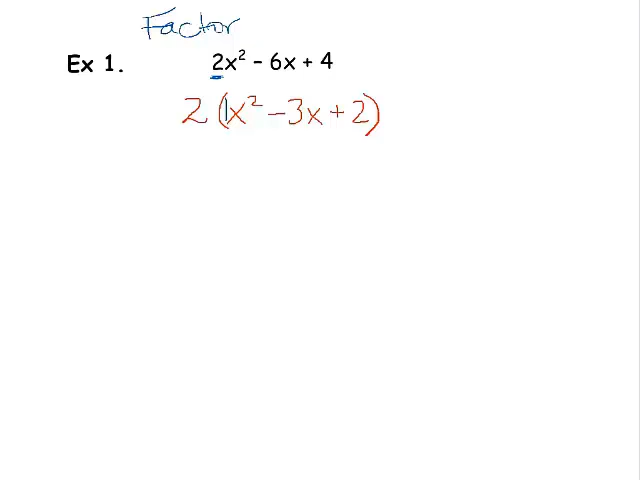 Factor
Ex 1. 2x² – 6x + 4
2 (1x² – 3x + 2)